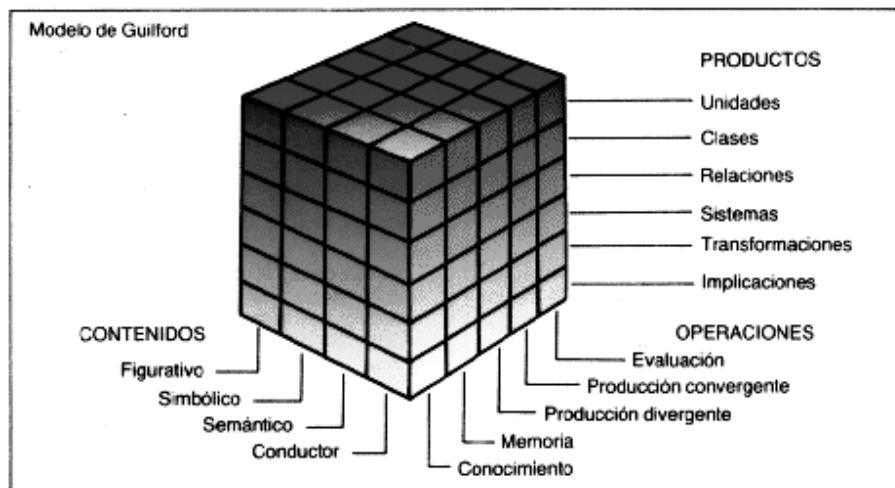 Modelo de Guilford
PRODUCTOS
Unidades
Clases
Relaciones
Sistemas
Transformaciones
Implicaciones
CONTENIDOS
Figurativo
Simbólico
Semántico
Conductor
OPERACIONES
Evaluación
Producción convergente
Producción divergente
Memoria
Conocimiento